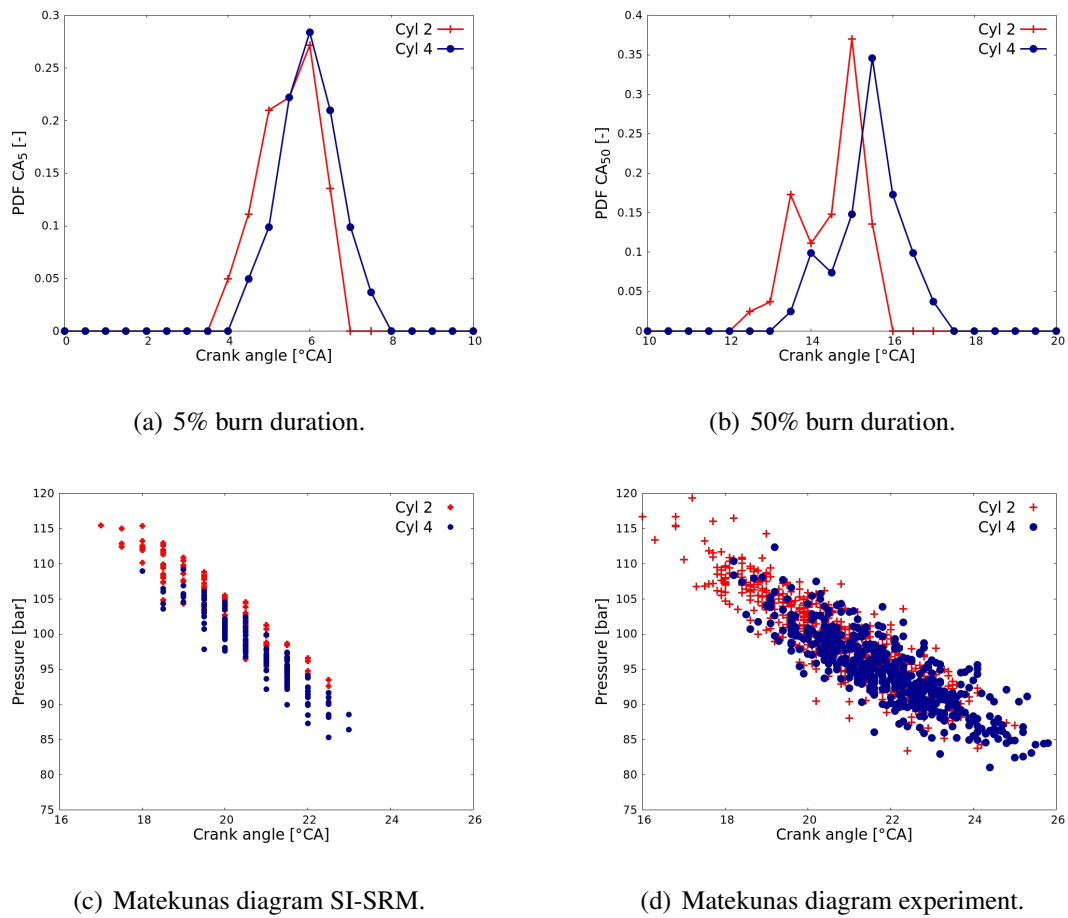 0.3
0.25
0.2
0.15
0.1
0.05
0
0 2 4 6 8 10
PDF CA5 [-]
Crank angle [°CA]
Cyl 2
Cyl 4
(a) 5% burn duration.
0.4
0.35
0.3
0.25
0.2
0.15
0.1
0.05
0
10 12 14 16 18 20
PDF CA50 [-]
Crank angle [°CA]
Cyl 2
Cyl 4
(b) 50% burn duration.
120
115
110
105
100
95
90
85
80
75
16 18 20 22 24 26
Pressure [bar]
Crank angle [°CA]
Cyl 2
Cyl 4
(c) Matekunas diagram SI-SRM.
120
115
110
105
100
95
90
85
80
75
16 18 20 22 24 26
Pressure [bar]
Crank angle [°CA]
Cyl 2
Cyl 4
(d) Matekunas diagram experiment.